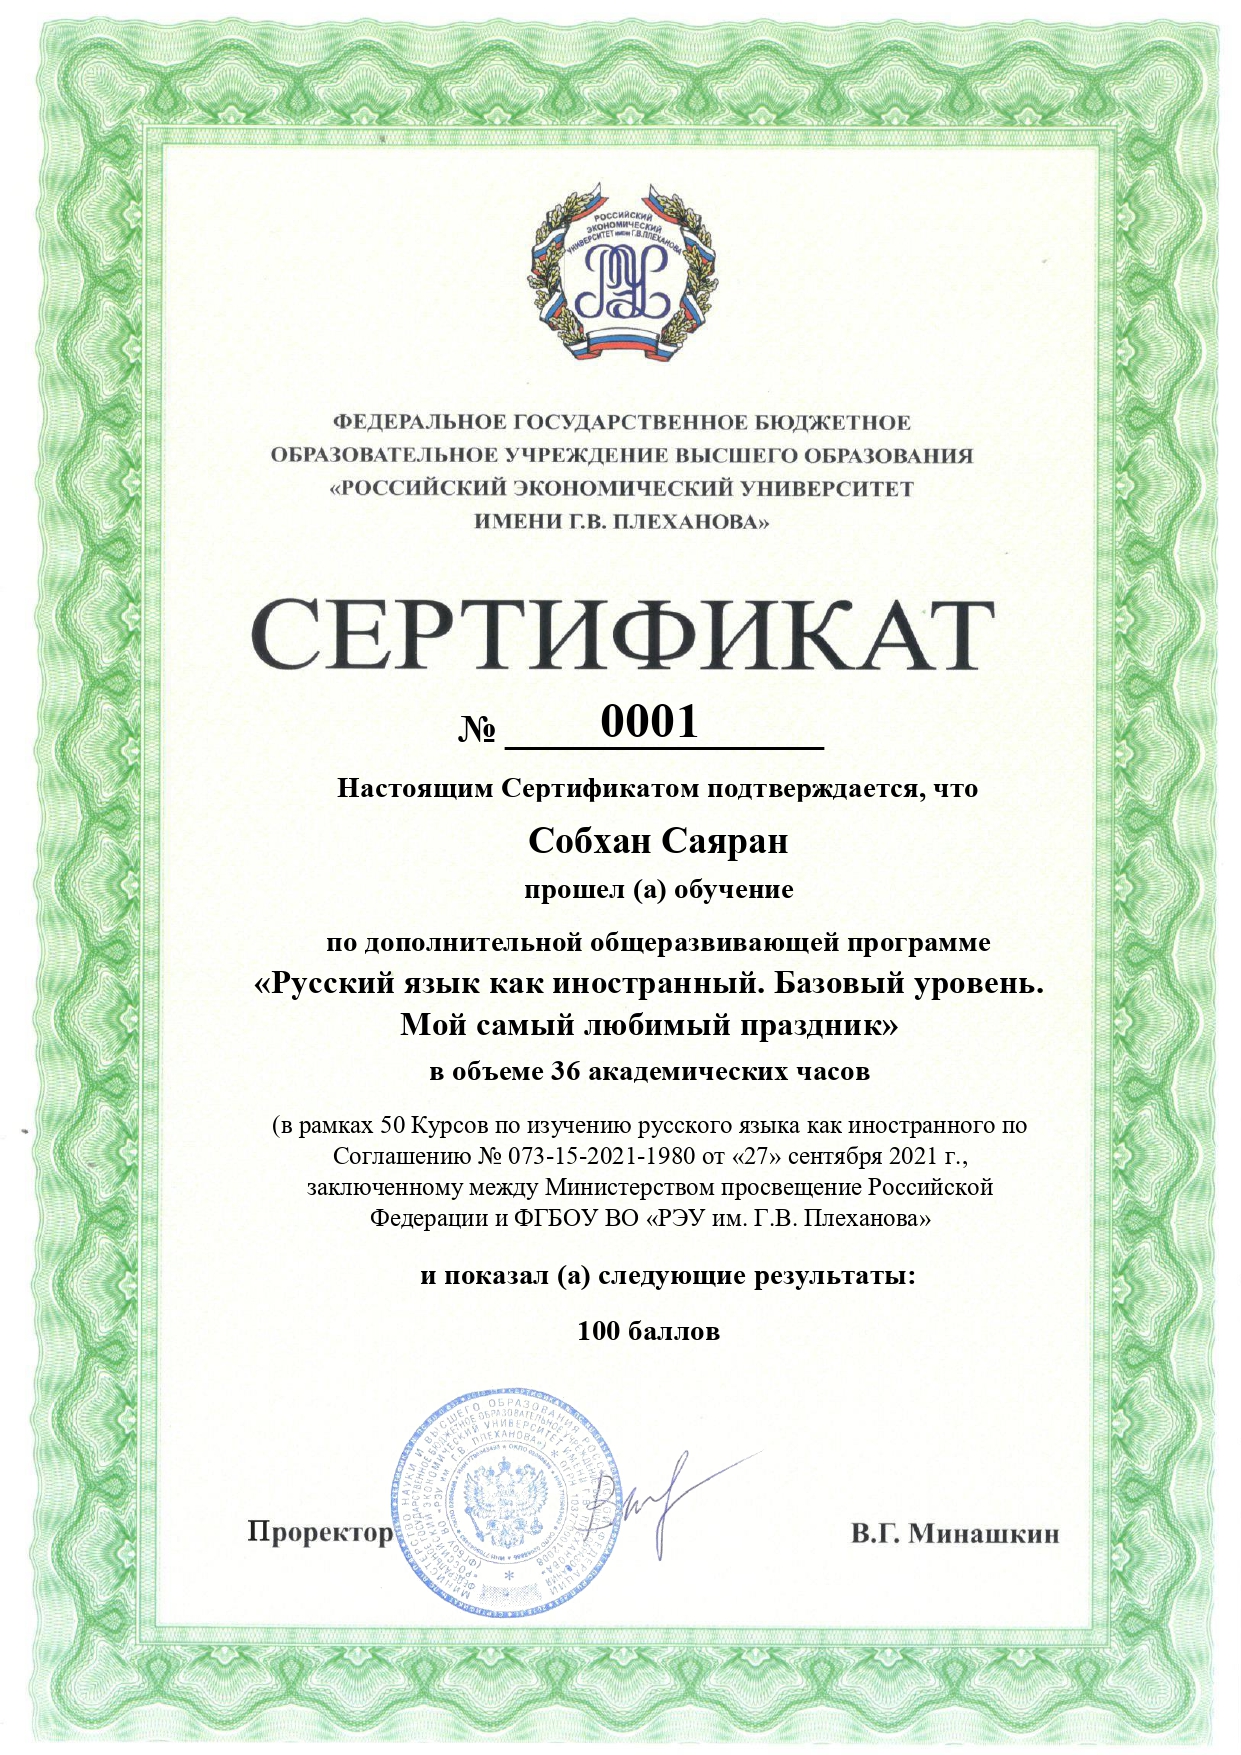 РОССИЙСКИЙ
ЭКОНОМИЧЕСКИЙ
УНИВЕРСИТЕТ имени Г.В.ПЛЕХАНОВА
ФЕДЕРАЛЬНОЕ ГОСУДАРСТВЕННОЕ БЮДЖЕТНОЕ
ОБРАЗОВАТЕЛЬНОЕ УЧРЕЖДЕНИЕ ВЫСШЕГО ОБРАЗОВАНИЯ
«РОССИЙСКИЙ ЭКОНОМИЧЕСКИЙ УНИВЕРСИТЕТ
ИМЕНИ Г.В. ПЛЕХАНОВА»
СЕРТИФИКАТ
№ 0001
Настоящим Сертификатом подтверждается, что
Собхан Саяран
прошел (а) обучение
по дополнительной общеразвивающей программе
«Русский язык как иностранный. Базовый уровень.
Мой самый любимый праздник»
в объеме 36 академических часов
(в рамках 50 Курсов по изучению русского языка как иностранного по
Соглашению № 073-15-2021-1980 от «27» сентября 2021 г.,
заключенному между Министерством просвещение Российской
Федерации и ФГБОУ ВО «РЭУ им. Г.В. Плеханова»
и показал (а) следующие результаты:
100 баллов
Проректор
В.Г. Минашкин